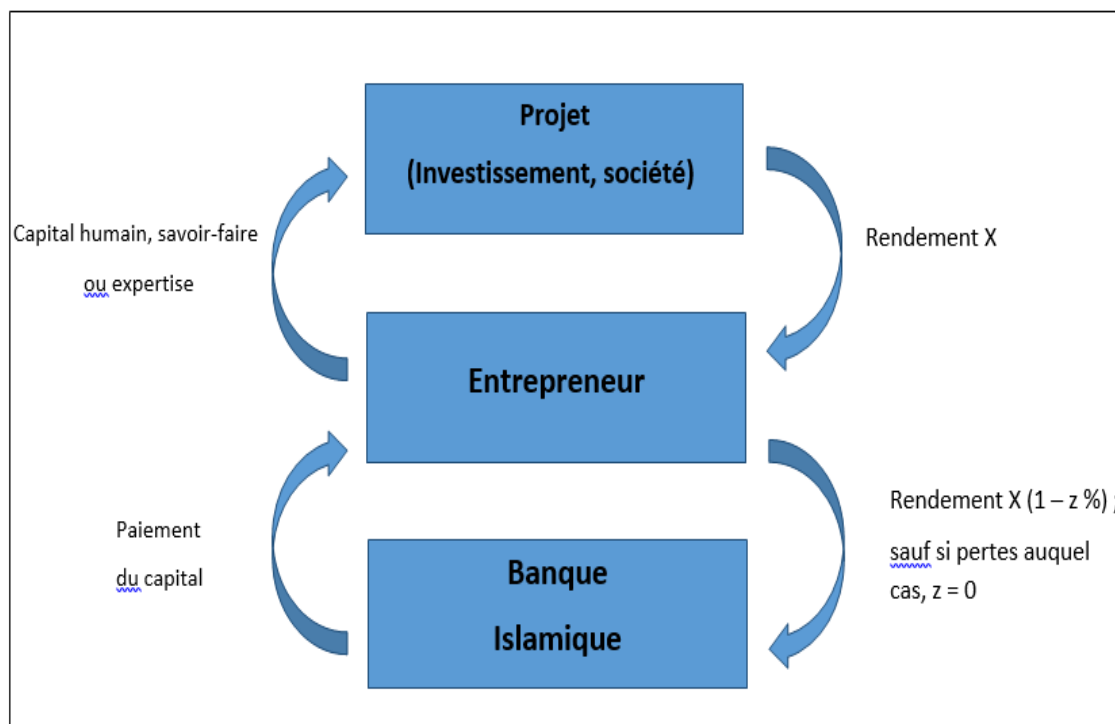 Projet
(Investissement, société)
Capital humain, savoir-faire
ou expertise
Rendement X
Entrepreneur
Paiement
du capital
Rendement X (1 – z %) ;
sauf si pertes auquel
cas, z = 0
Banque
Islamique